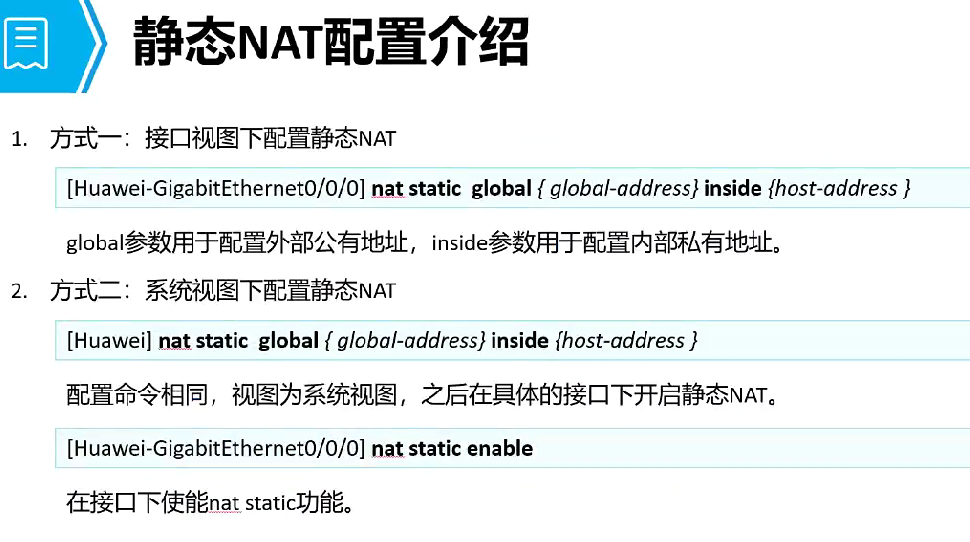 静态NAT配置介绍
1. 方式一：接口视图下配置静态NAT
[Huawei-GigabitEthernet0/0/0] nat static global { global-address} inside {host-address }
global参数用于配置外部公有地址，inside参数用于配置内部私有地址。
2. 方式二：系统视图下配置静态NAT
[Huawei] nat static global { global-address} inside {host-address }
配置命令相同，视图为系统视图，之后在具体的接口下开启静态NAT。
[Huawei-GigabitEthernet0/0/0] nat static enable
在接口下使能nat static功能。